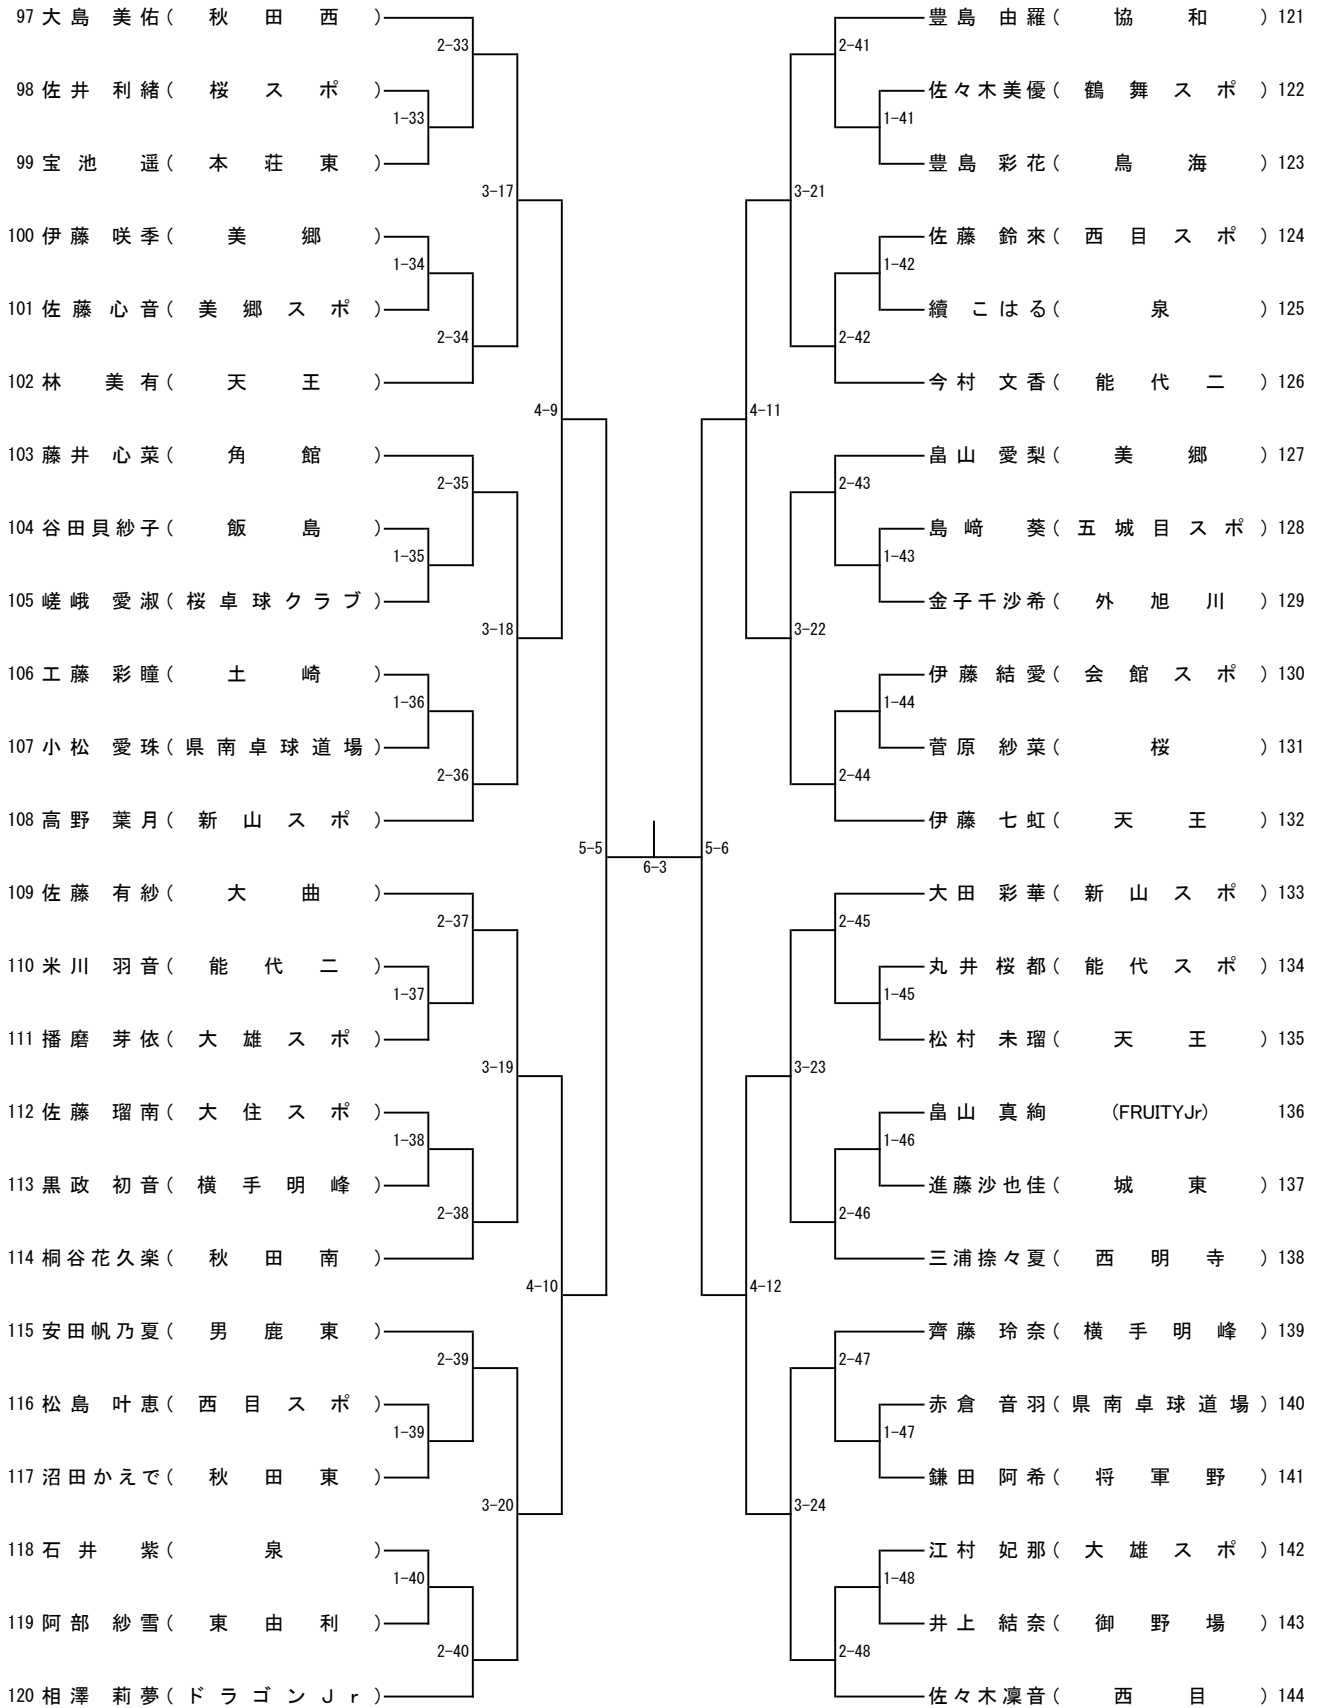 97 大島 美佑 ( 秋田西 )
2-33
98 佐井 利緒 ( 桜スポ )
1-33
99 宝池 遥 ( 本荘東 )
3-17
100 伊藤 咲季 ( 美郷 )
1-34
101 佐藤 心音 ( 美郷スポ )
2-34
102 林 美有 ( 天王 )
4-9
103 藤井 心菜 ( 角館 )
2-35
104 谷田貝紗子 ( 飯島 )
1-35
105 嵯峨 愛淑 ( 桜卓球クラブ )
3-18
106 工藤 彩瞳 ( 土崎 )
1-36
107 小松 愛珠 ( 県南卓球道場 )
2-36
108 高野 葉月 ( 新山スポ )
5-5
109 佐藤 有紗 ( 大曲 )
2-37
110 米川 羽音 ( 能代二 )
1-37
111 播磨 芽依 ( 大雄スポ )
3-19
112 佐藤 瑠南 ( 大住スポ )
1-38
113 黒政 初音 ( 横手明峰 )
2-38
114 桐谷花久楽 ( 秋田南 )
4-10
115 安田帆乃夏 ( 男鹿東 )
2-39
116 松島 叶恵 ( 西目スポ )
1-39
117 沼田かえで ( 秋田東 )
3-20
118 石井 紫 ( 泉 )
1-40
119 阿部 紗雪 ( 東由利 )
2-40
120 相澤 莉夢 ( ドラゴンJr )
6-3
豊島 由羅 ( 協和 ) 121
2-41
佐々木美優 ( 鶴舞スポ ) 122
1-41
豊島 彩花 ( 鳥海 ) 123
3-21
佐藤 鈴來 ( 西目スポ ) 124
1-42
續 こはる ( 泉 ) 125
2-42
今村 文香 ( 能代二 ) 126
4-11
畠山 愛梨 ( 美郷 ) 127
2-43
島﨑 葵 ( 五城目スポ ) 128
1-43
金子千沙希 ( 外旭川 ) 129
3-22
伊藤 結愛 ( 会館スポ ) 130
1-44
菅原 紗菜 ( 桜 ) 131
2-44
伊藤 七虹 ( 天王 ) 132
5-6
大田 彩華 ( 新山スポ ) 133
2-45
丸井 桜都 ( 能代スポ ) 134
1-45
松村 未瑠 ( 天王 ) 135
3-23
畠山 真絢 (FRUITYJr) 136
1-46
進藤沙也佳 ( 城東 ) 137
2-46
三浦捺々夏 ( 西明寺 ) 138
4-12
齊藤 玲奈 ( 横手明峰 ) 139
2-47
赤倉 音羽 ( 県南卓球道場 ) 140
1-47
鎌田 阿希 ( 将軍野 ) 141
3-24
江村 妃那 ( 大雄スポ ) 142
1-48
井上 結奈 ( 御野場 ) 143
2-48
佐々木凜音 ( 西目 ) 144